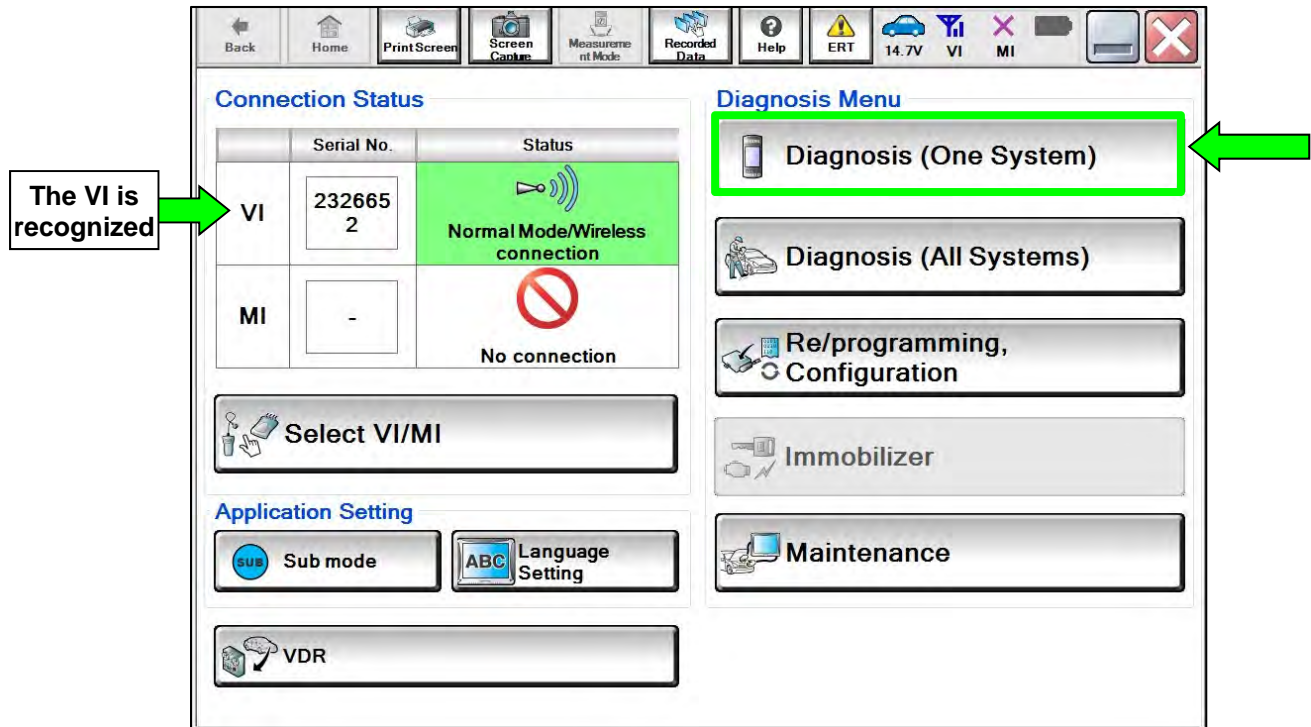 Back
Home
Print Screen
Screen
Capture
Measureme
nt Mode
Recorded
Data
Help
ERT
14.7V
VI
MI
Connection Status
Serial No.
Status
The VI is
recognized
VI
232665
2
Normal Mode/Wireless
connection
MI
-
No connection
Select VI/MI
Application Setting
SUB
Sub mode
ABC
Language
Setting
VDR
Diagnosis Menu
Diagnosis (One System)
Diagnosis (All Systems)
Re/programming,
Configuration
Immobilizer
Maintenance